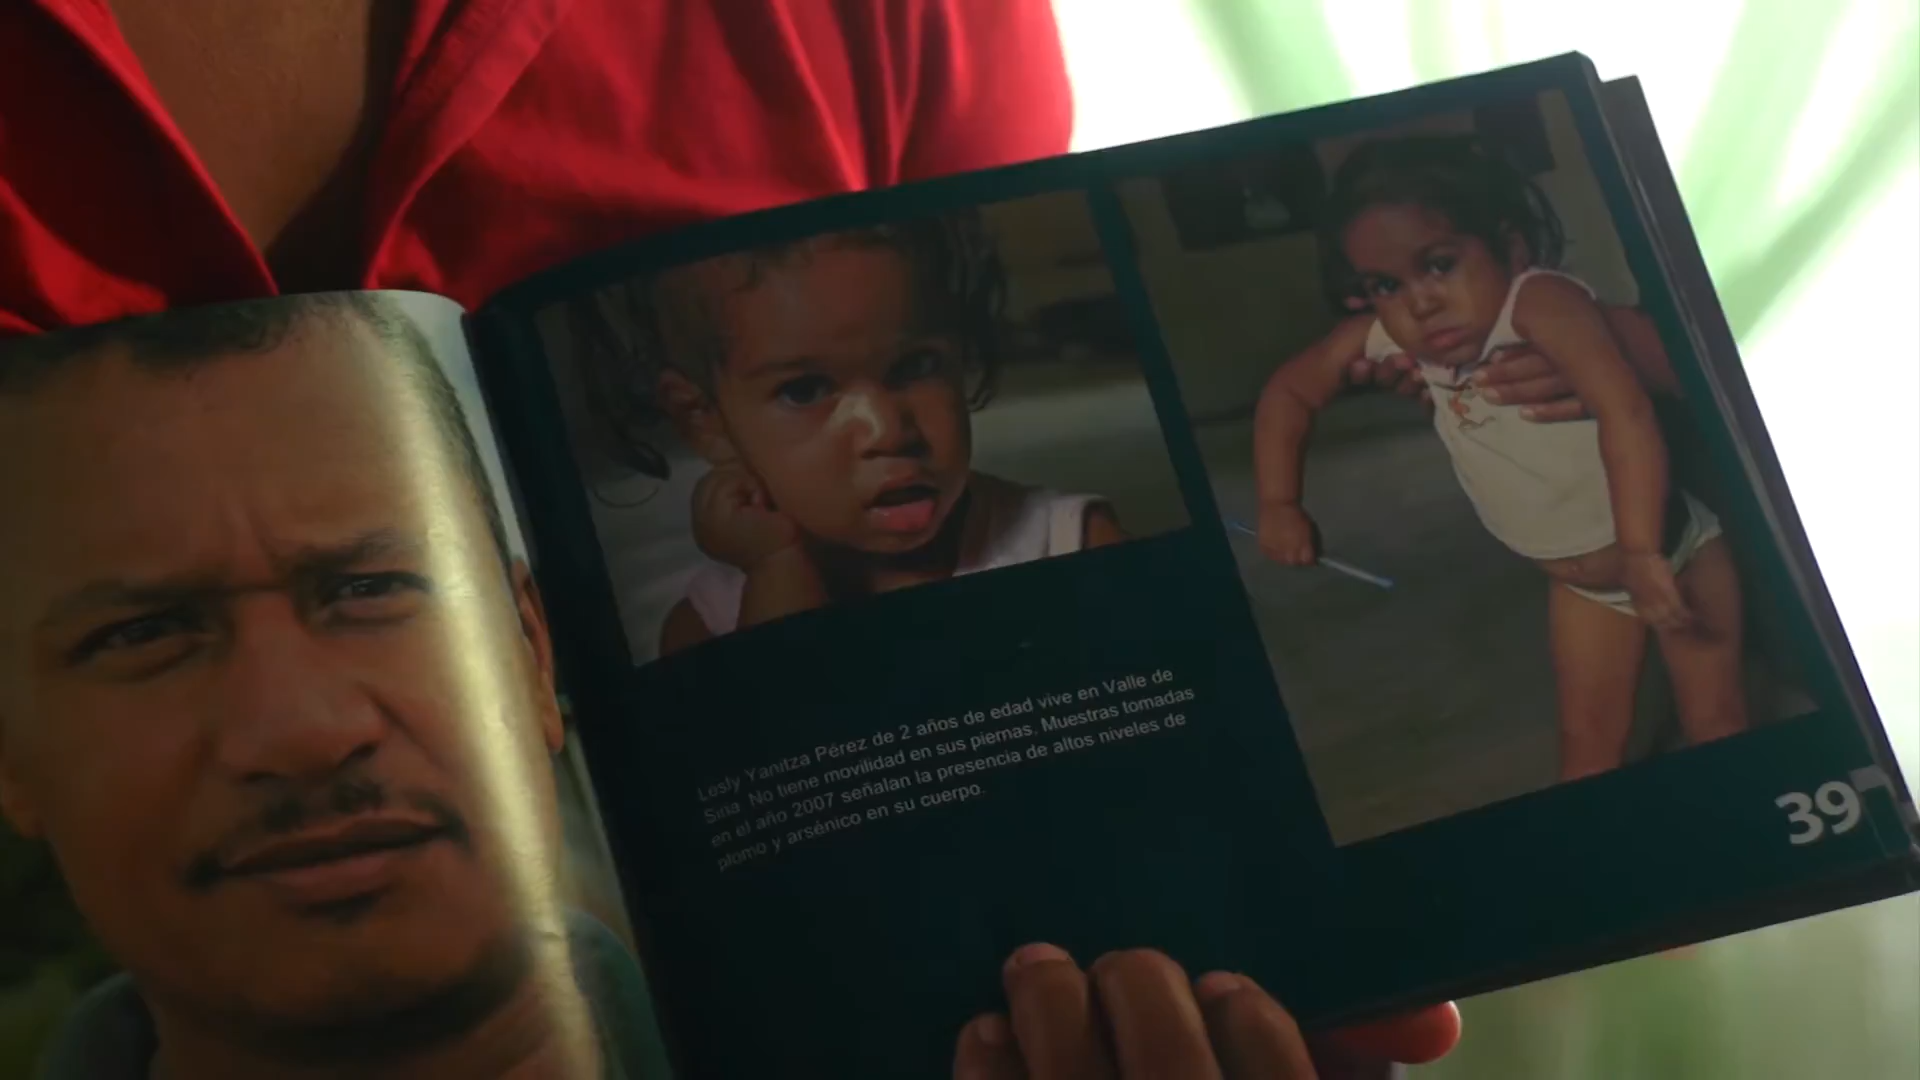 Lesly Yanitza Pérez de 2 años de edad vive en Valle de
Siria. No tiene movilidad en sus piernas. Muestras tomadas
en el año 2007 señalan la presencia de altos niveles de
plomo y arsénico en su cuerpo.
39